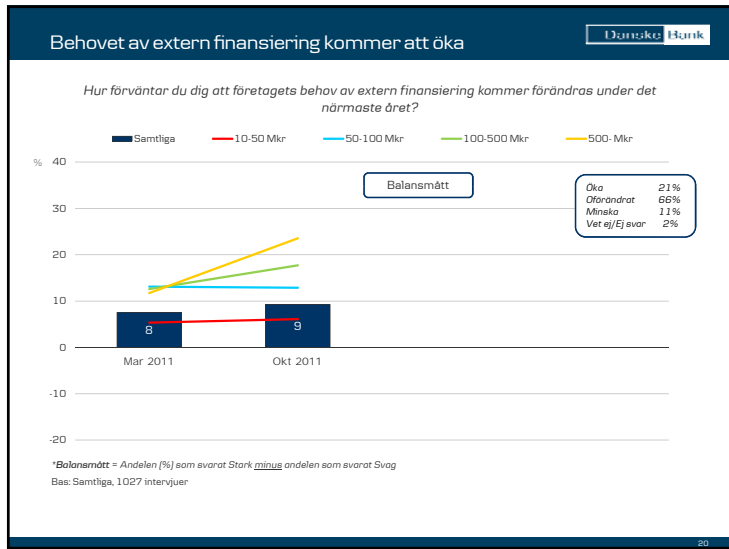 Behovet av extern finansiering kommer att öka
Danske Bank
Hur förväntar du dig att företagets behov av extern finansiering kommer förändras under det
närmaste året?
Samtliga 10-50 Mkr 50-100 Mkr 100-500 Mkr 500- Mkr
%
40
30
20
10
0
-10
-20
Balansmått
Öka 21%
Oförändrat 66%
Minska 11%
Vet ej/Ej svar 2%
8
9
Mar 2011 Okt 2011
*Balansmått = Andelen (%) som svarat Stark minus andelen som svarat Svag
Bas: Samtliga, 1027 intervjuer
20